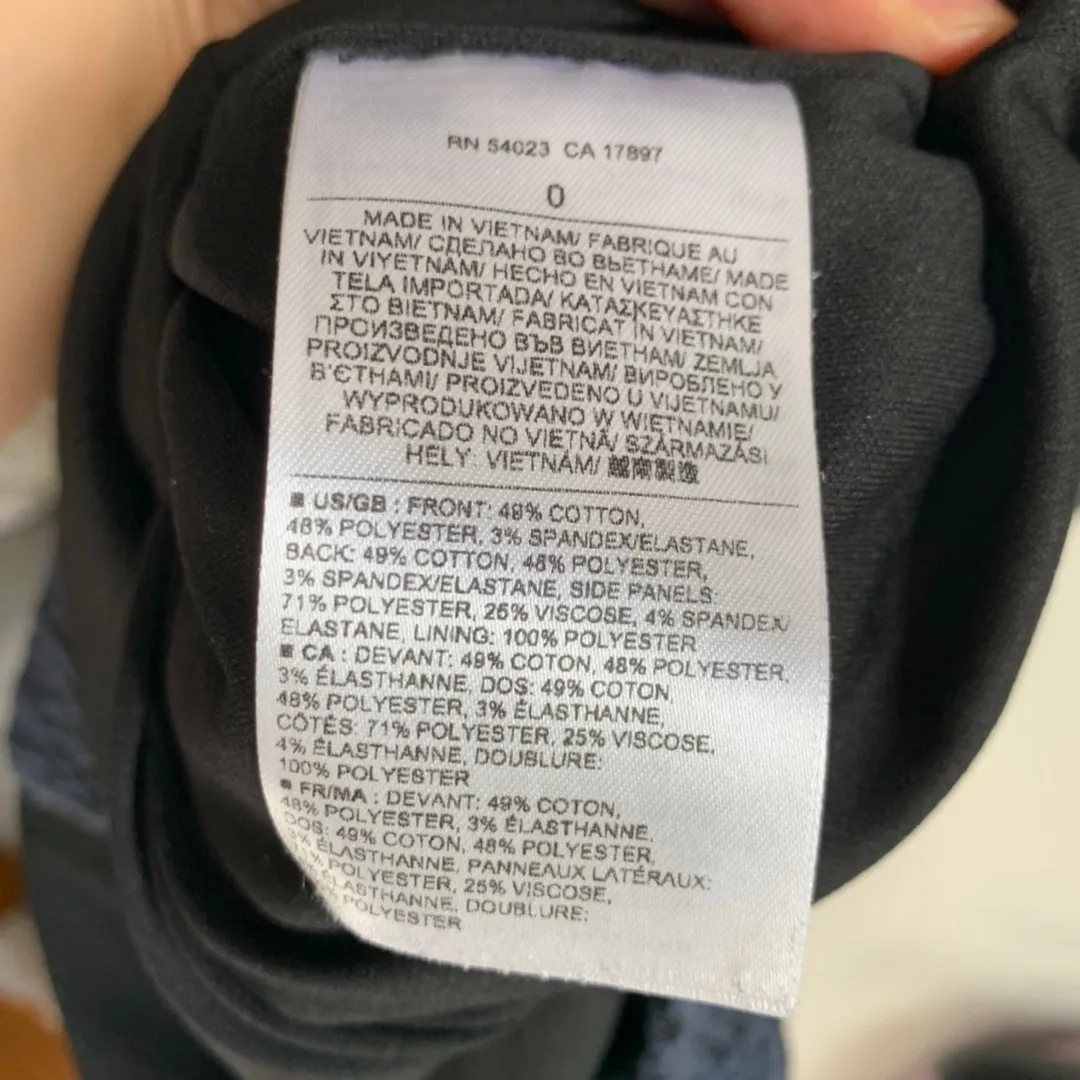 RN 54023 CA 17897
0
MADE IN VIETNAM/ FABRIQUE AU
VIETNAM/ СДЕЛАНО ВО ВЬЕТНАМЕ/ MADE
IN VIYETNAM/ HECHO EN VIETNAM CON
TELA IMPORTADA/ ΚΑΤΑΣΚΕΥΑΣΤΗΚΕ
ΣΤΟ ΒΙΕΤΝΑΜ/ FABRICAT IN VIETNAM/
ПРОИЗВЕДЕНО ВЪВ ВИЕТНАМ/ ZEMLJA
PROIZVODNJE VIJETNAM/ ВИРОБЛЕНО У
В'ЄТНАМІ/ PROIZVEDENO U VIJETNAMU/
WYPRODUKOWANO W WIETNAMIE/
FABRICADO NO VIETNÃ/ SZÁRMAZÁSI
HELY: VIETNÁM/ 越南製造
■ US/GB : FRONT: 49% COTTON,
48% POLYESTER, 3% SPANDEX/ELASTANE,
BACK: 49% COTTON, 48% POLYESTER,
3% SPANDEX/ELASTANE, SIDE PANELS:
71% POLYESTER, 25% VISCOSE, 4% SPANDEX/
ELASTANE, LINING: 100% POLYESTER
■ CA : DEVANT: 49% COTON, 48% POLYESTER,
3% ÉLASTHANNE, DOS: 49% COTON,
48% POLYESTER, 3% ÉLASTHANNE,
CÔTÉS: 71% POLYESTER, 25% VISCOSE,
4% ÉLASTHANNE, DOUBLURE:
100% POLYESTER
■ FR/MA : DEVANT: 49% COTON,
48% POLYESTER, 3% ÉLASTHANNE,
DOS: 49% COTON, 48% POLYESTER,
3% ÉLASTHANNE, PANNEAUX LATÉRAUX:
POLYESTER, 25% VISCOSE,
ÉLASTHANNE, DOUBLURE:
POLYESTER